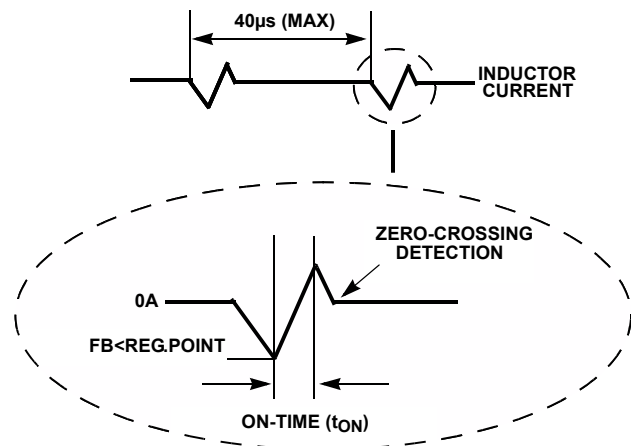 40µs (MAX)
INDUCTOR
CURRENT
ZERO-CROSSING
DETECTION
0A
FB<REG.POINT
ON-TIME (tON)